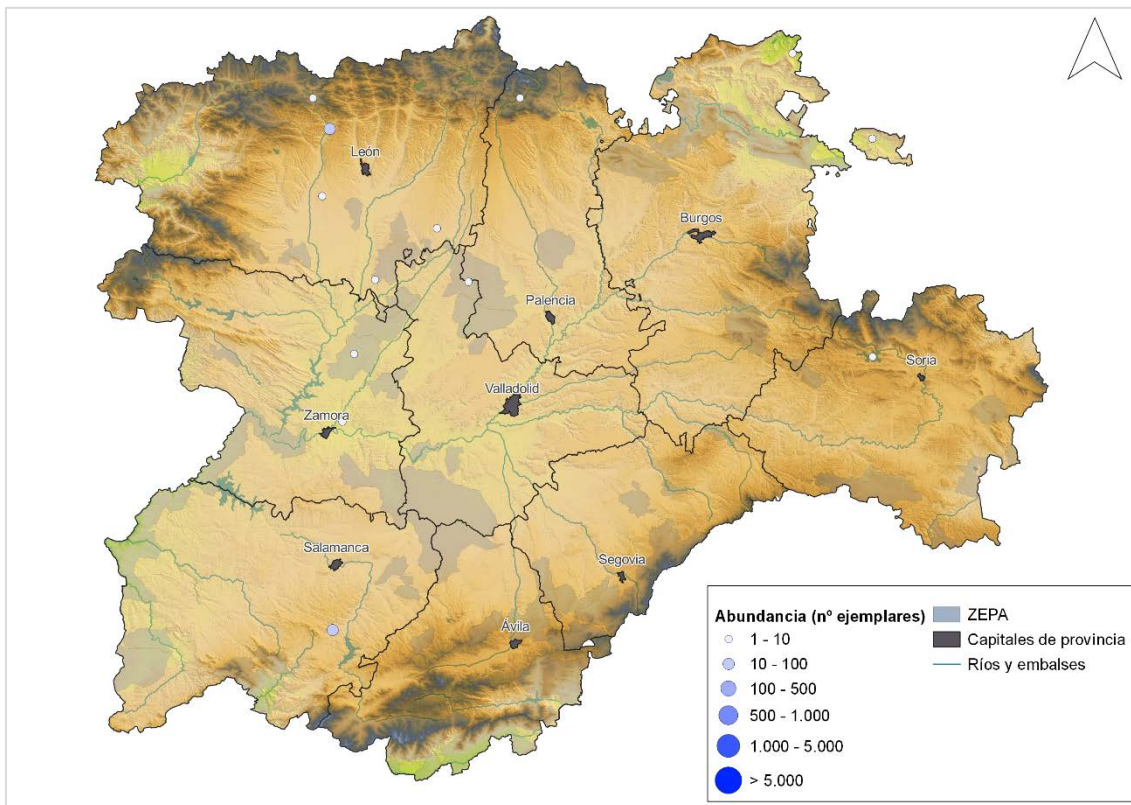 León
Burgos
Palencia
Soria
Valladolid
Zamora
Salamanca
Segovia
Ávila
Abundancia (nº ejemplares)
1 - 10
10 - 100
100 - 500
500 - 1.000
1.000 - 5.000
> 5.000
ZEPA
Capitales de provincia
Ríos y embalses